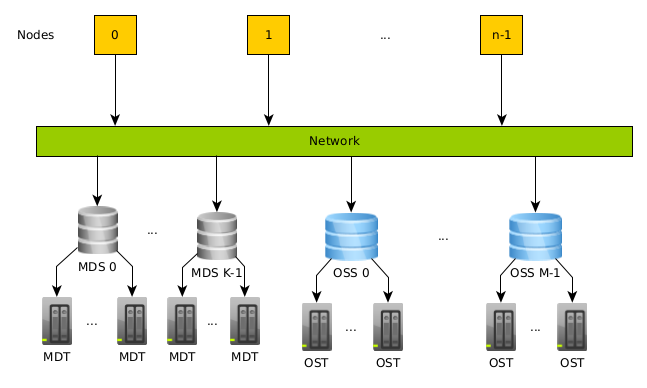 Nodes 0 1 ... n-1
Network
... ...
MDS 0 MDS K-1 OSS 0 OSS M-1
... ... ... ...
MDT MDT MDT MDT OST OST OST OST